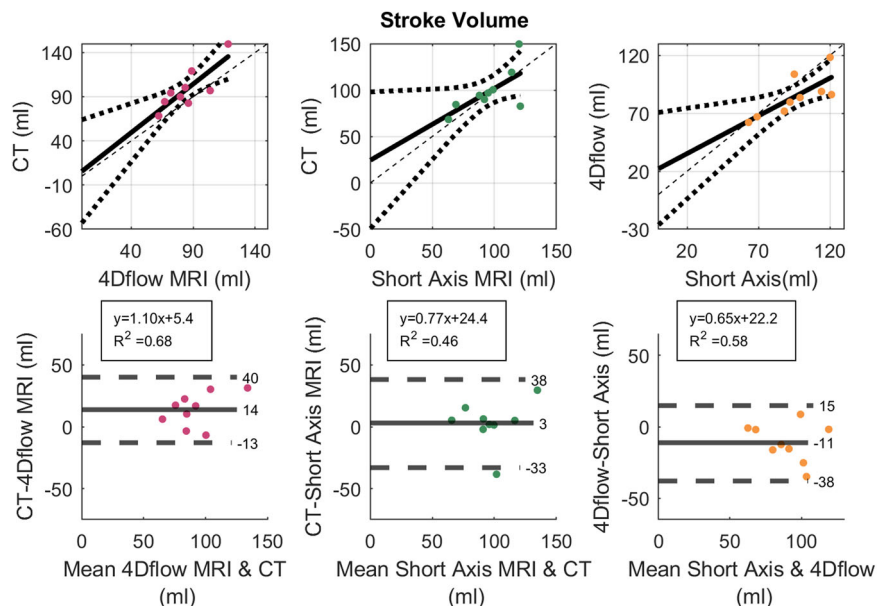 Stroke Volume
150
90
40
-10
-60
CT (ml)
40
90
140
4Dflow MRI (ml)
150
100
50
0
-50
CT (ml)
0
50
100
150
Short Axis MRI (ml)
130
70
20
-30
4Dflow (ml)
20
70
120
Short Axis(ml)
y=1.10x+5.4
R² =0.68
y=0.77x+24.4
R² =0.46
y=0.65x+22.2
R² =0.58
50
0
-50
CT-4Dflow MRI (ml)
40
14
-13
0
50
100
150
Mean 4Dflow MRI & CT
(ml)
50
0
-50
CT-Short Axis MRI (ml)
38
3
-33
0
50
100
150
Mean Short Axis MRI & CT
(ml)
50
0
-50
4Dflow-Short Axis (ml)
15
-11
-38
0
50
100
Mean Short Axis & 4Dflow
(ml)